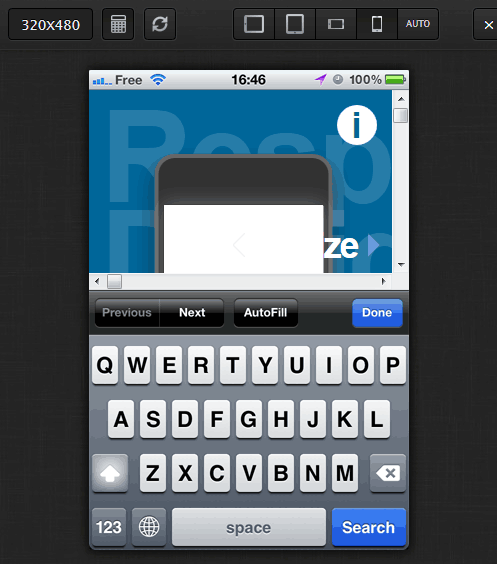 320X480 AUTO ×
Free 16:46 100%
i
Resp
ze
Previous Next AutoFill Done
Q W E R T Y U I O P
A S D F G H J K L
Z X C V B N M
123 space Search